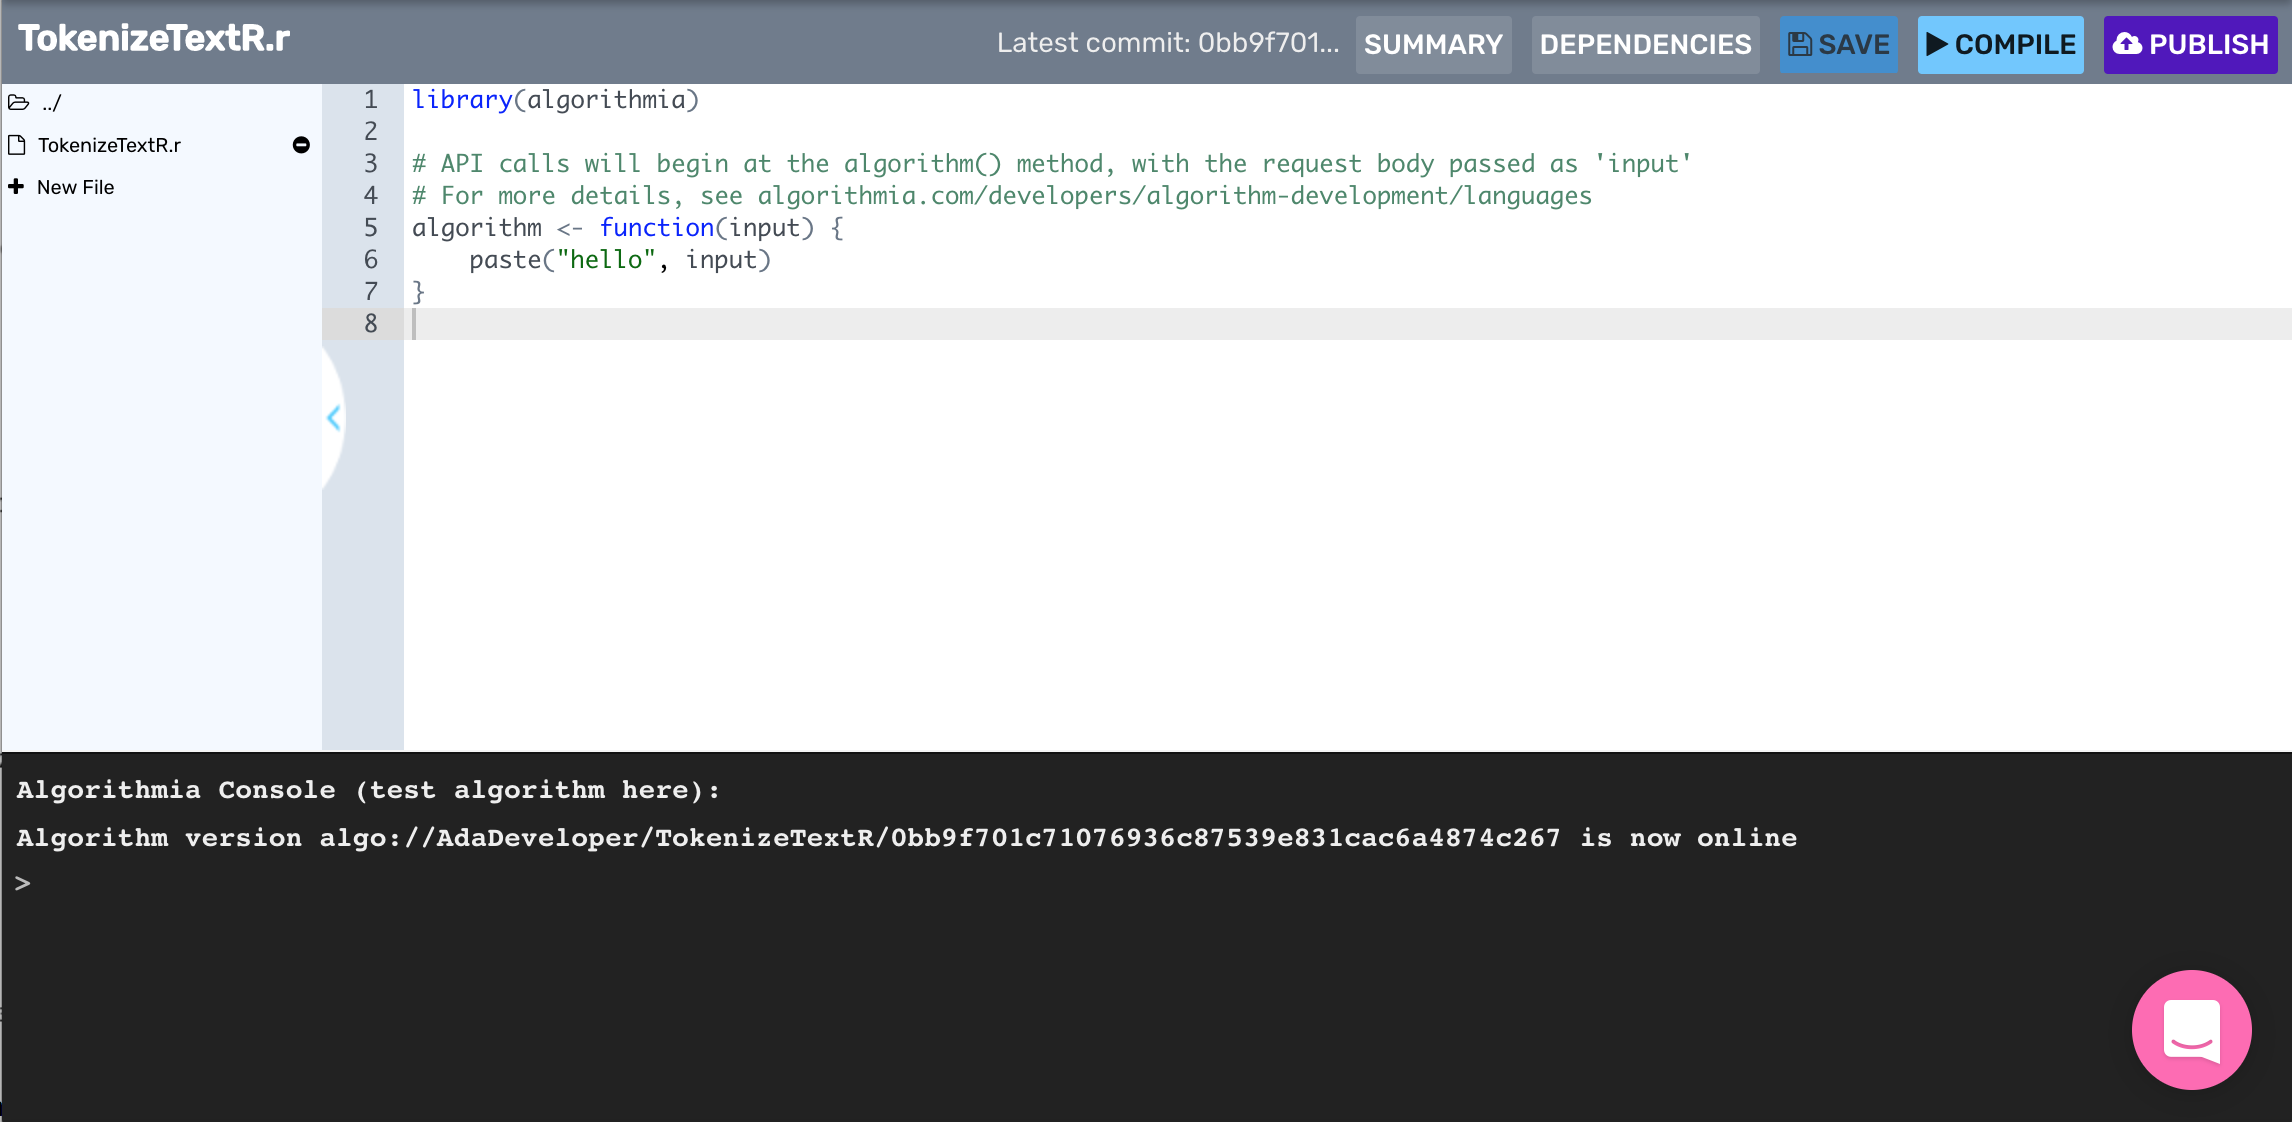 TokenizeTextR.r
Latest commit: 0bb9f701... SUMMARY DEPENDENCIES SAVE COMPILE PUBLISH
../
TokenizeTextR.r
New File
1 library(algorithmia)
2
3 # API calls will begin at the algorithm() method, with the request body passed as 'input'
4 # For more details, see algorithmia.com/developers/algorithm-development/languages
5 algorithm <- function(input) {
6     paste("hello", input)
7 }
8
Algorithmia Console (test algorithm here):
Algorithm version algo://AdaDeveloper/TokenizeTextR/0bb9f701c71076936c87539e831cac6a4874c267 is now online
>